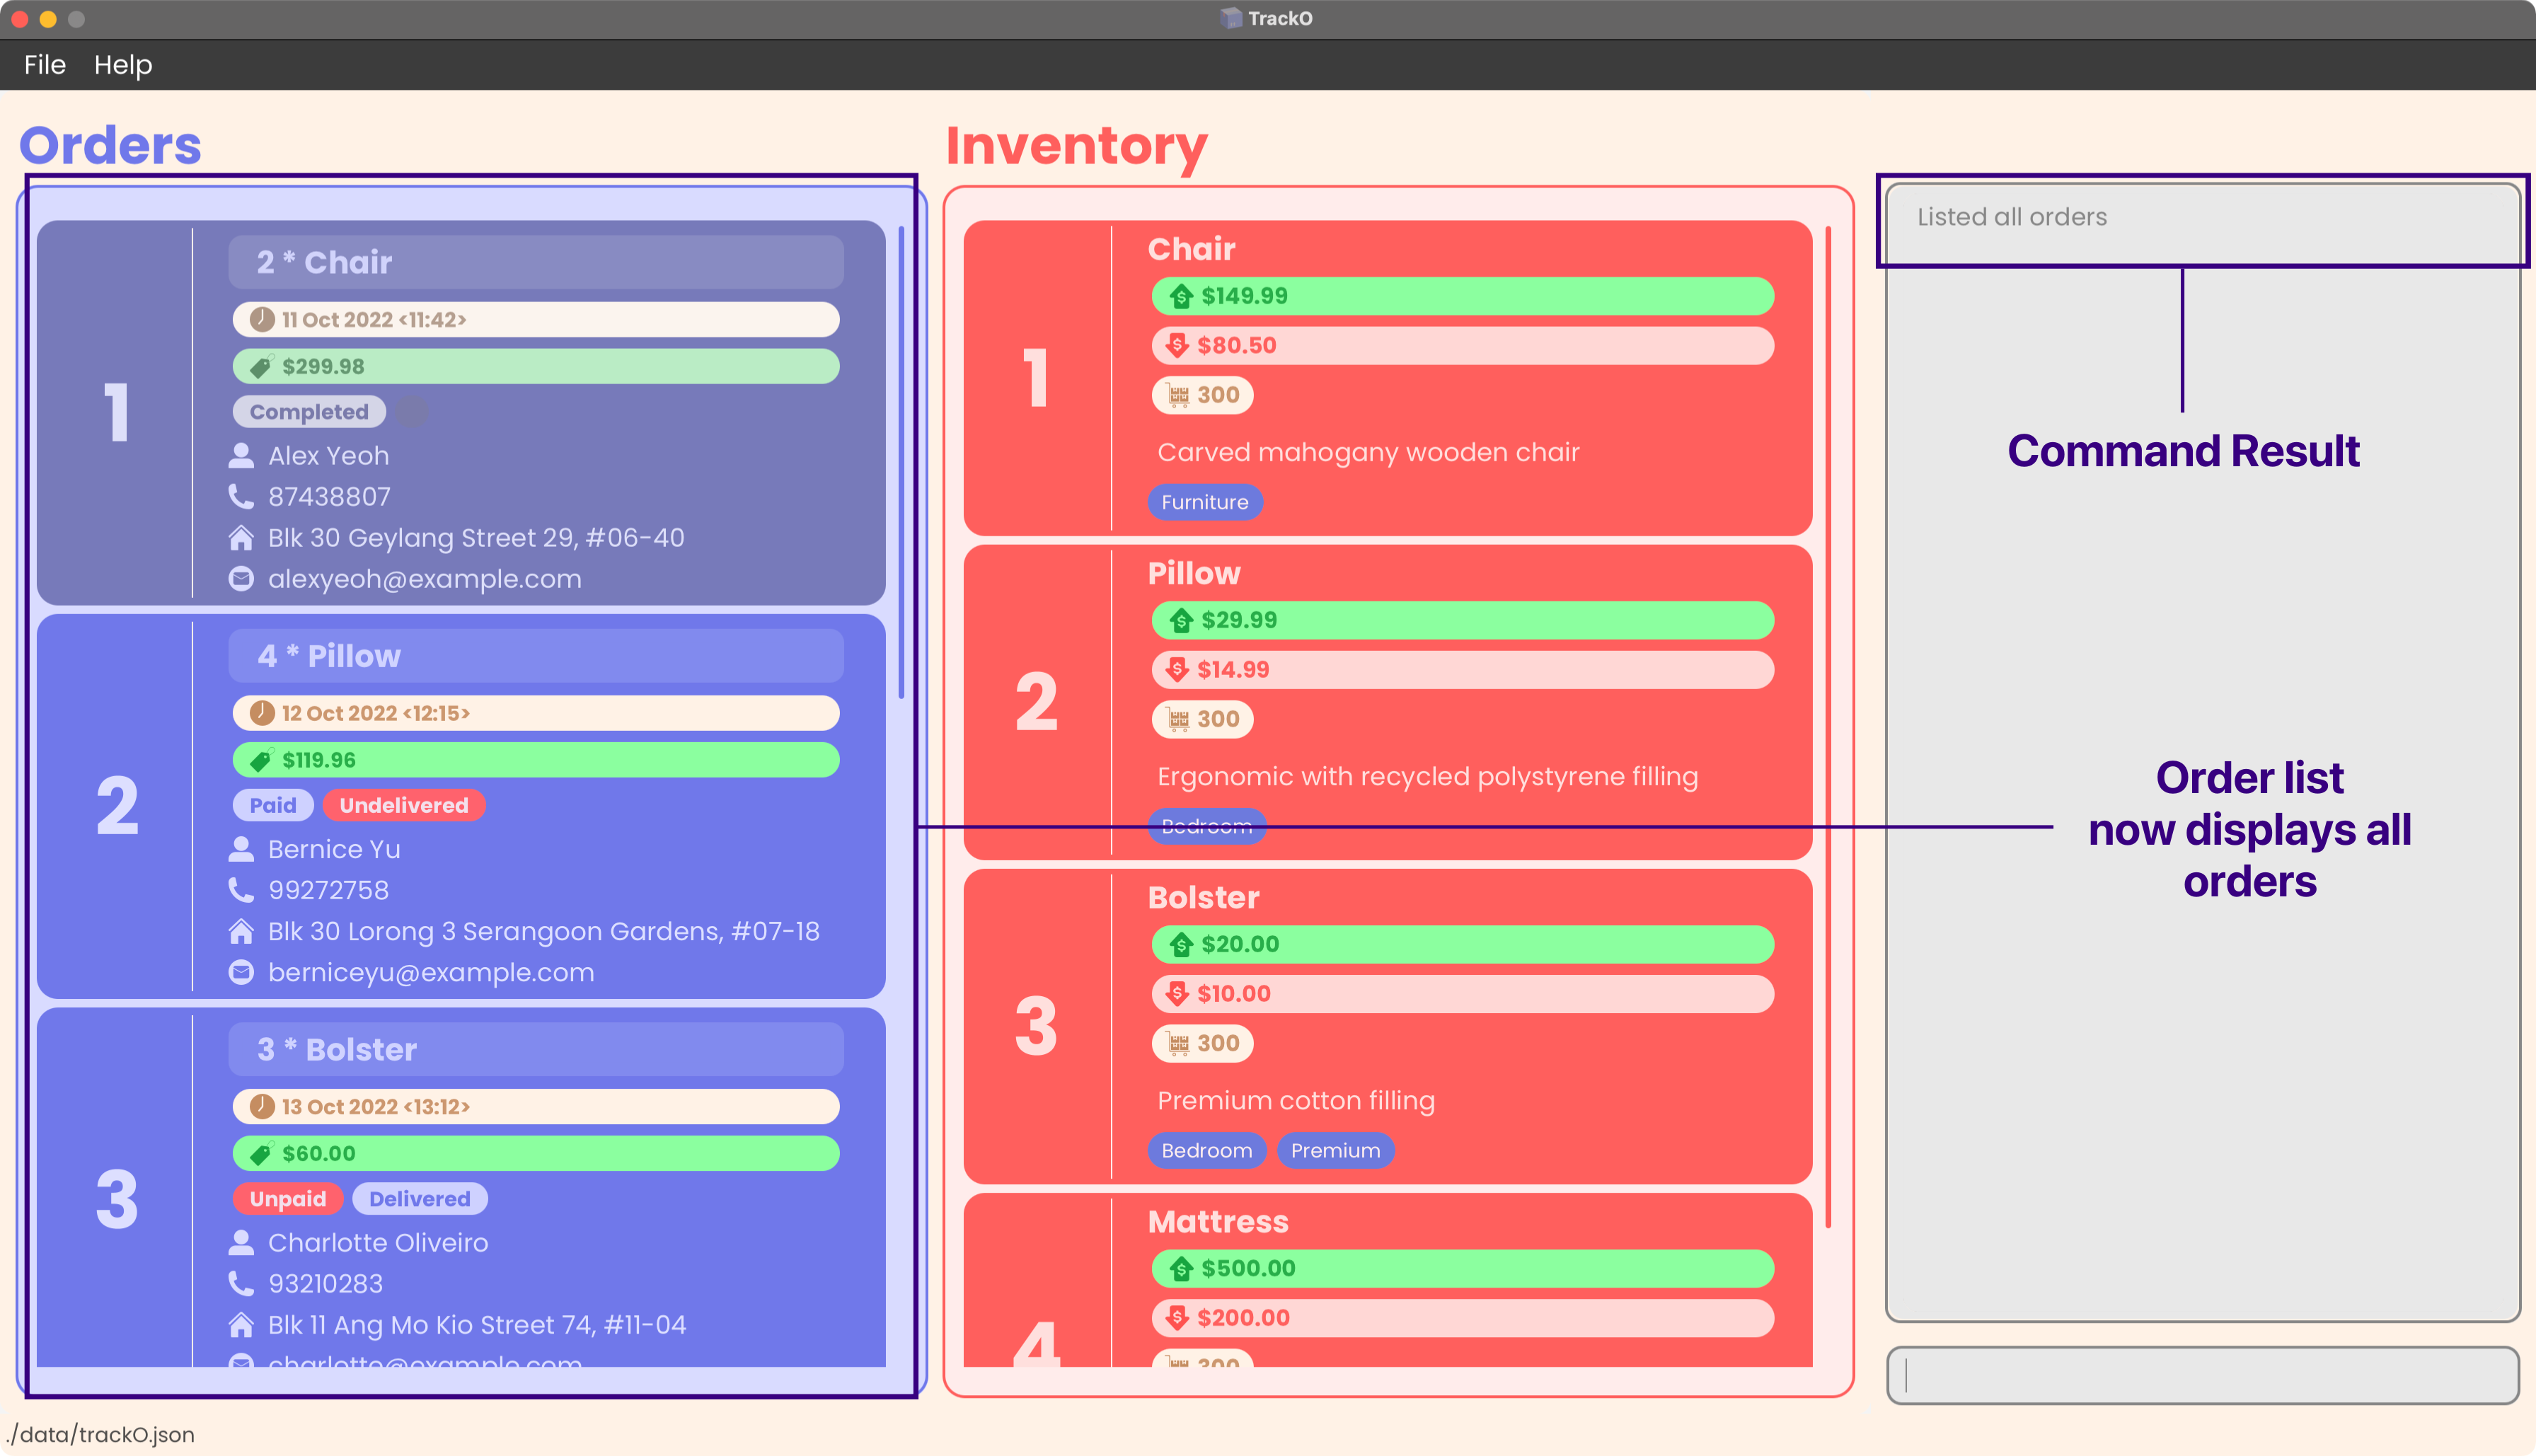 TrackO
File Help
Orders
1
2 * Chair
11 Oct 2022 <11:42>
$299.98
Completed
Alex Yeoh
87438807
Blk 30 Geylang Street 29, #06-40
alexyeoh@example.com
2
4 * Pillow
12 Oct 2022 <12:15>
$119.96
Paid Undelivered
Bernice Yu
99272758
Blk 30 Lorong 3 Serangoon Gardens, #07-18
berniceyu@example.com
3
3 * Bolster
13 Oct 2022 <13:12>
$60.00
Unpaid Delivered
Charlotte Oliveiro
93210283
Blk 11 Ang Mo Kio Street 74, #11-04
charlotte@example.com
Inventory
1
Chair
$149.99
$80.50
300
Carved mahogany wooden chair
Furniture
2
Pillow
$29.99
$14.99
300
Ergonomic with recycled polystyrene filling
Bedroom
3
Bolster
$20.00
$10.00
300
Premium cotton filling
Bedroom Premium
4
Mattress
$500.00
$200.00
300
Listed all orders
Command Result
Order list
now displays all
orders
./data/trackO.json